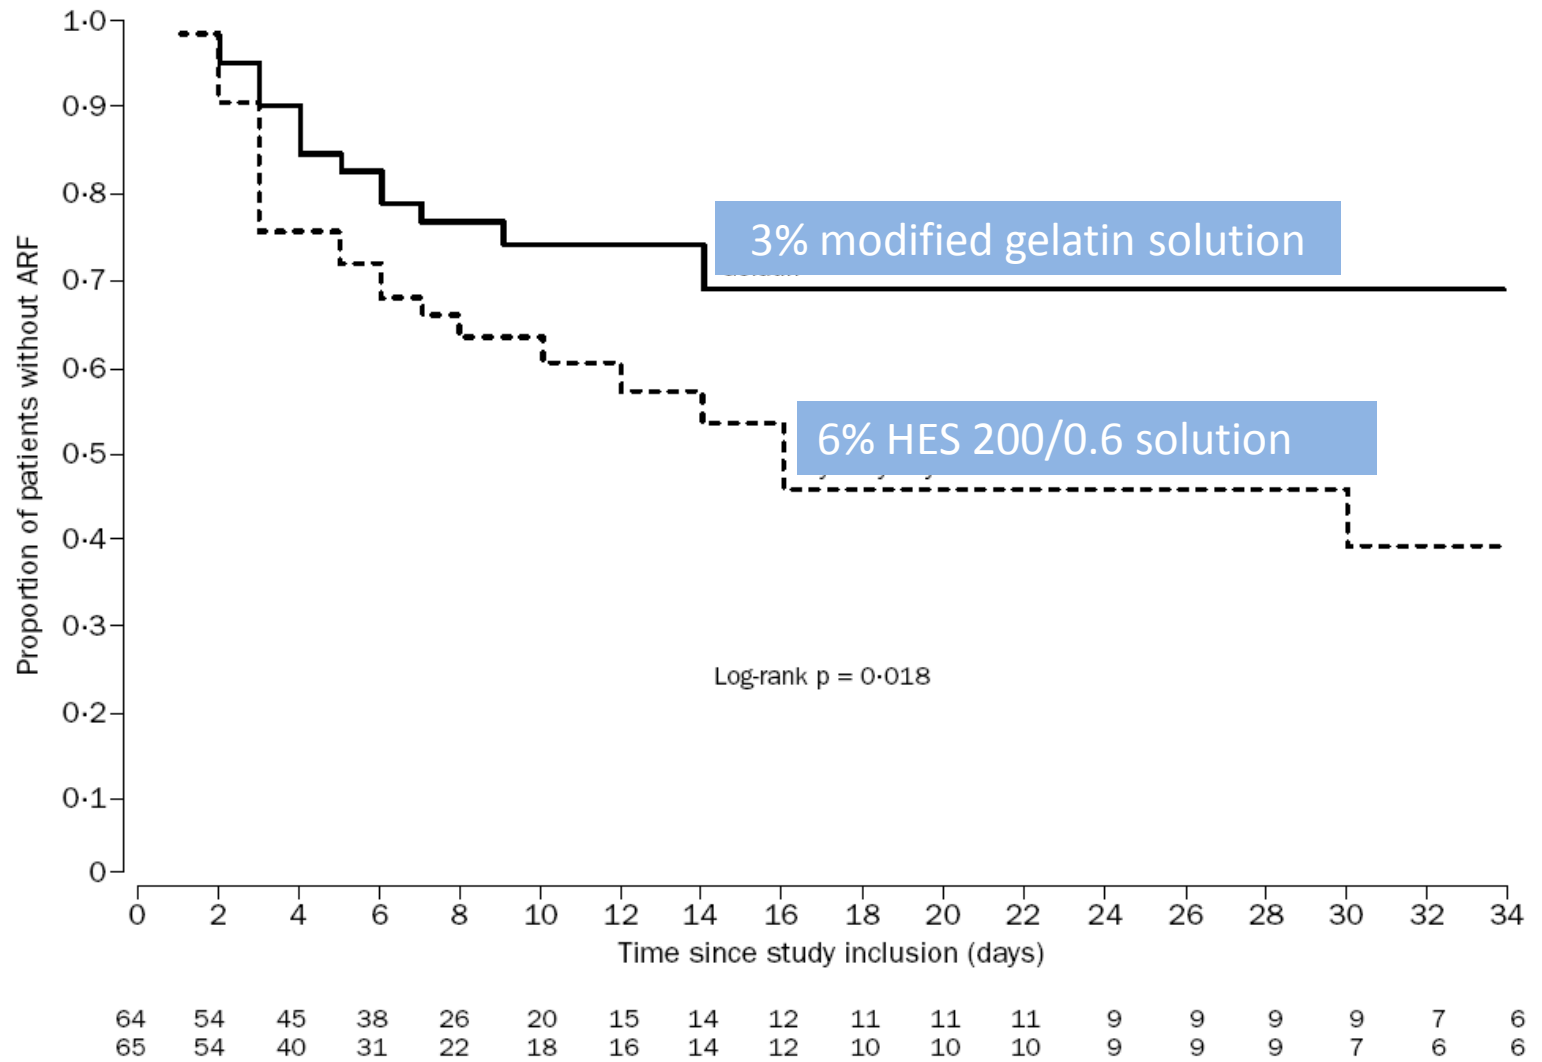 Proportion of patients without ARF
1·0
0·9
0·8
0·7
0·6
0·5
0·4
0·3
0·2
0·1
0
3% modified gelatin solution
6% HES 200/0.6 solution
Log-rank p = 0·018
0 2 4 6 8 10 12 14 16 18 20 22 24 26 28 30 32 34
Time since study inclusion (days)
64 54 45 38 26 20 15 14 12 11 11 11 9 9 9 9 7 6
65 54 40 31 22 18 16 14 12 10 10 10 9 9 9 7 6 6